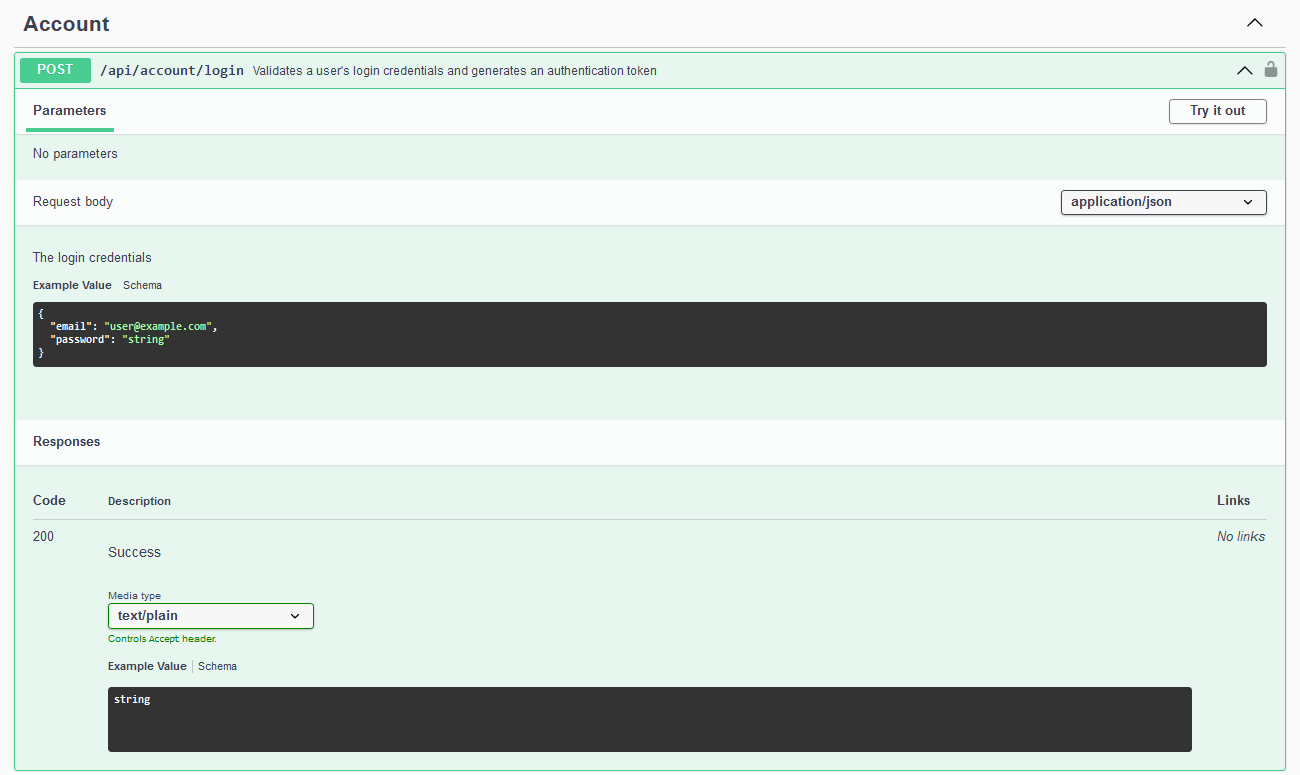 Account
POST /api/account/login Validates a user's login credentials and generates an authentication token
Parameters Try it out
No parameters
Request body application/json
The login credentials
Example Value Schema
{
"email": "user@example.com",
"password": "string"
}
Responses
Code Description Links
200 Success No links
Media type
text/plain
Controls Accept header.
Example Value Schema
string